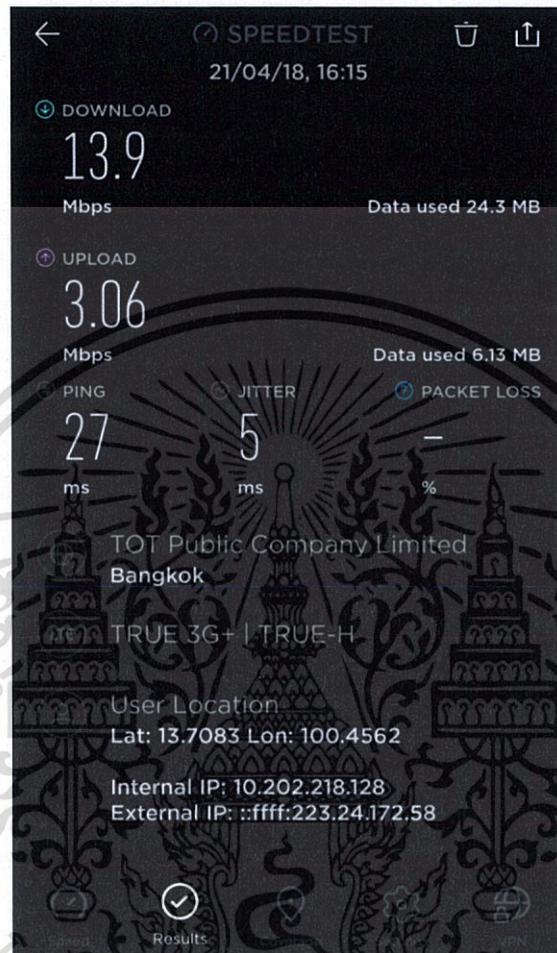 SPEEDTEST
21/04/18, 16:15
DOWNLOAD
13.9
Mbps Data used 24.3 MB
UPLOAD
3.06
Mbps Data used 6.13 MB
PING JITTER PACKET LOSS
27 5 –
ms ms %
TOT Public Company Limited
Bangkok
TRUE 3G+ | TRUE-H
User Location
Lat: 13.7083 Lon: 100.4562
Internal IP: 10.202.218.128
External IP: ::ffff:223.24.172.58
Speed Results VPN